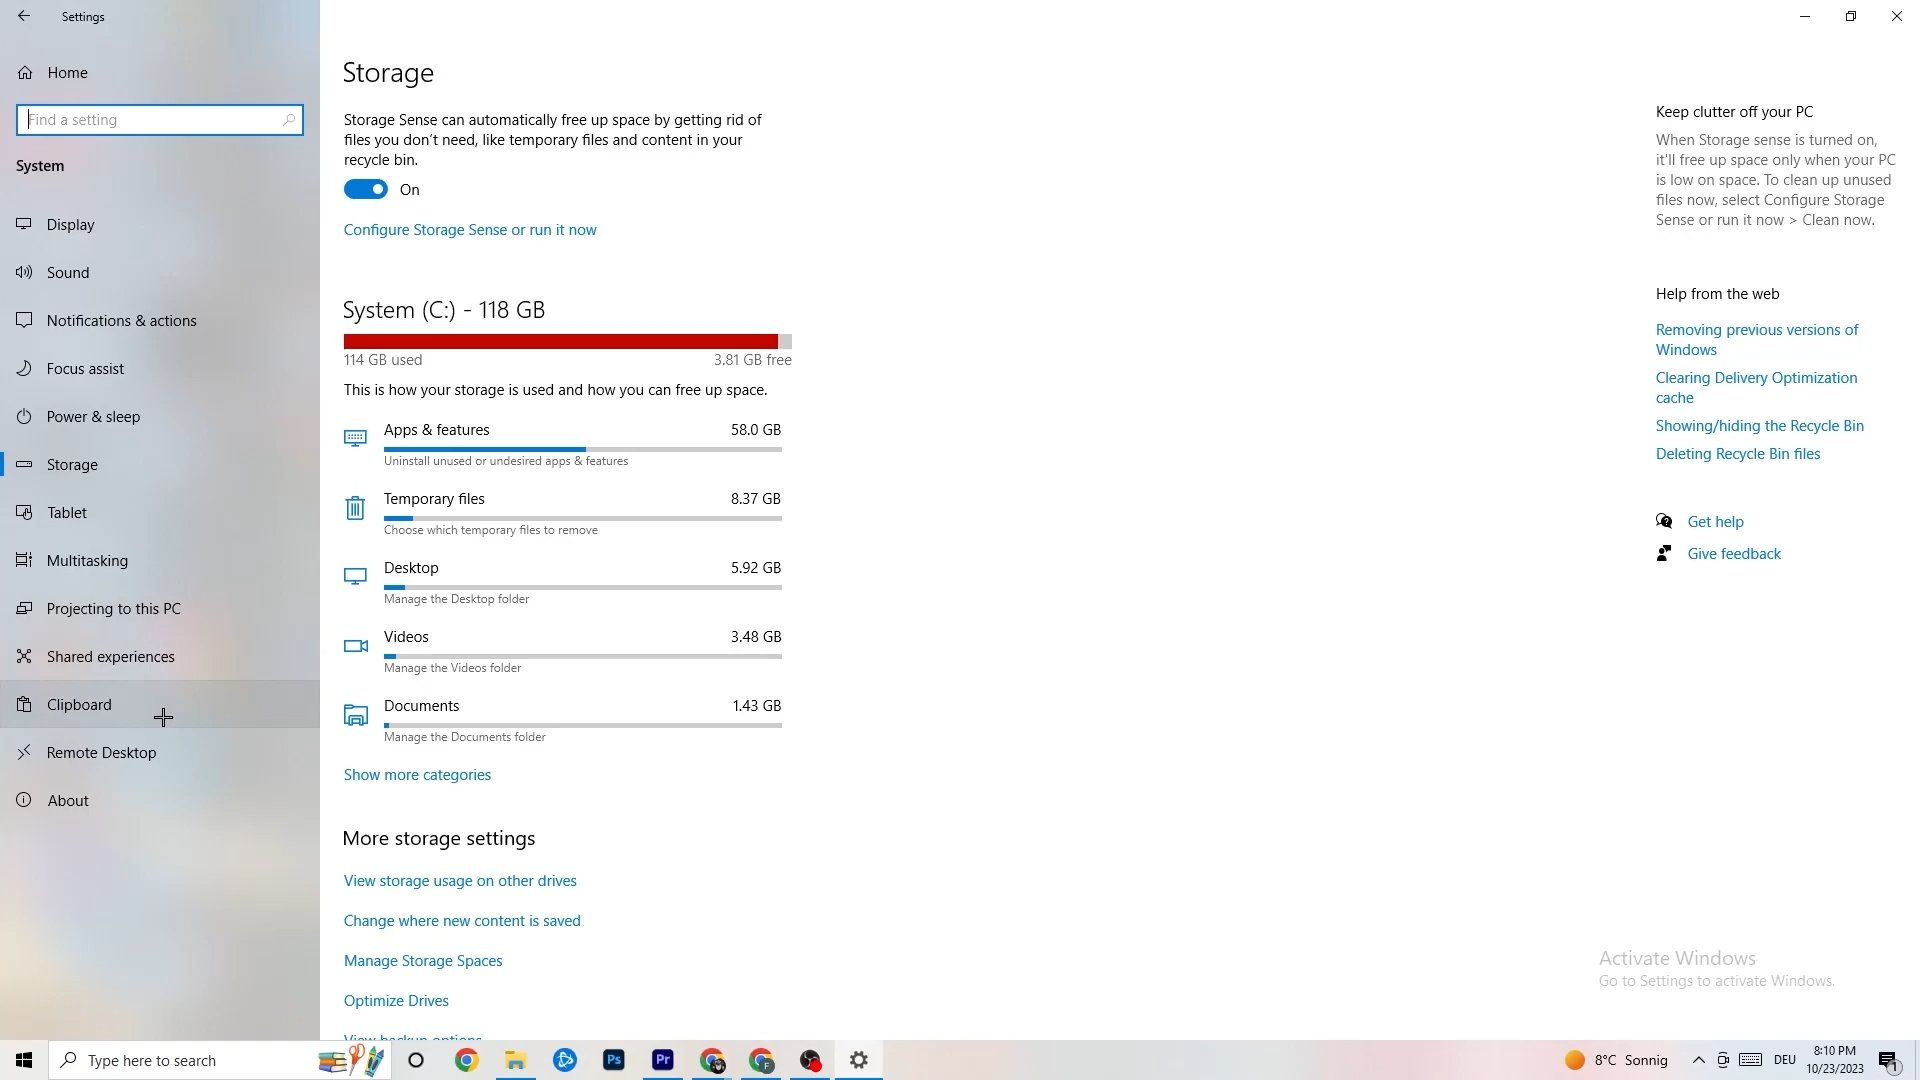 Settings
Home
Find a setting
System
Display
Sound
Notifications & actions
Focus assist
Power & sleep
Storage
Tablet
Multitasking
Projecting to this PC
Shared experiences
Clipboard
Remote Desktop
About
Storage
Storage Sense can automatically free up space by getting rid of
files you don’t need, like temporary files and content in your
recycle bin.
On
Configure Storage Sense or run it now
System (C:) - 118 GB
114 GB used 3.81 GB free
This is how your storage is used and how you can free up space.
Apps & features 58.0 GB
Uninstall unused or undesired apps & features
Temporary files 8.37 GB
Choose which temporary files to remove
Desktop 5.92 GB
Manage the Desktop folder
Videos 3.48 GB
Manage the Videos folder
Documents 1.43 GB
Manage the Documents folder
Show more categories
More storage settings
View storage usage on other drives
Change where new content is saved
Manage Storage Spaces
Optimize Drives
View backup options
Keep clutter off your PC
When Storage sense is turned on,
it'll free up space only when your PC
is low on space. To clean up unused
files now, select Configure Storage
Sense or run it now > Clean now.
Help from the web
Removing previous versions of
Windows
Clearing Delivery Optimization
cache
Showing/hiding the Recycle Bin
Deleting Recycle Bin files
Get help
Give feedback
Activate Windows
Go to Settings to activate Windows.
Type here to search
Ps
Pr
F
8°C Sonnig
DEU
8:10 PM
10/23/2023
1